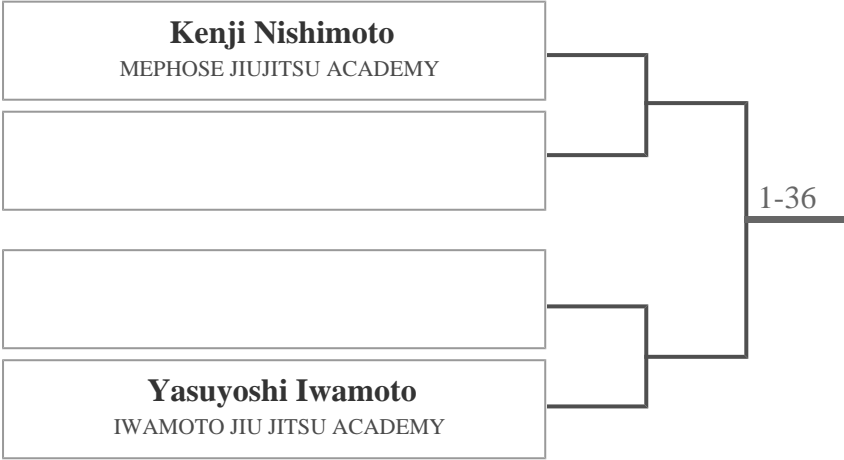 Kenji Nishimoto
MEPHOSE JIUJITSU ACADEMY
1-36
Yasuyoshi Iwamoto
IWAMOTO JIU JITSU ACADEMY